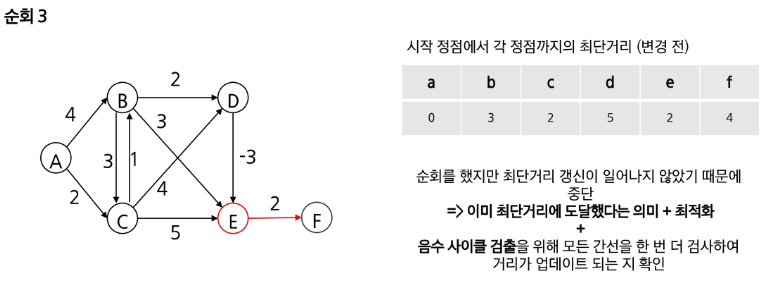 순회 3
시작 정점에서 각 정점까지의 최단거리 (변경 전)
a b c d e f
0 3 2 5 2 4
B 2 D
4 3
A 3 1 -3
2 4 2
C 5 E F
순회를 했지만 최단거리 갱신이 일어나지 않았기 때문에
중단
=> 이미 최단거리에 도달했다는 의미 + 최적화
+
음수 사이클 검출을 위해 모든 간선을 한 번 더 검사하여
거리가 업데이트 되는 지 확인